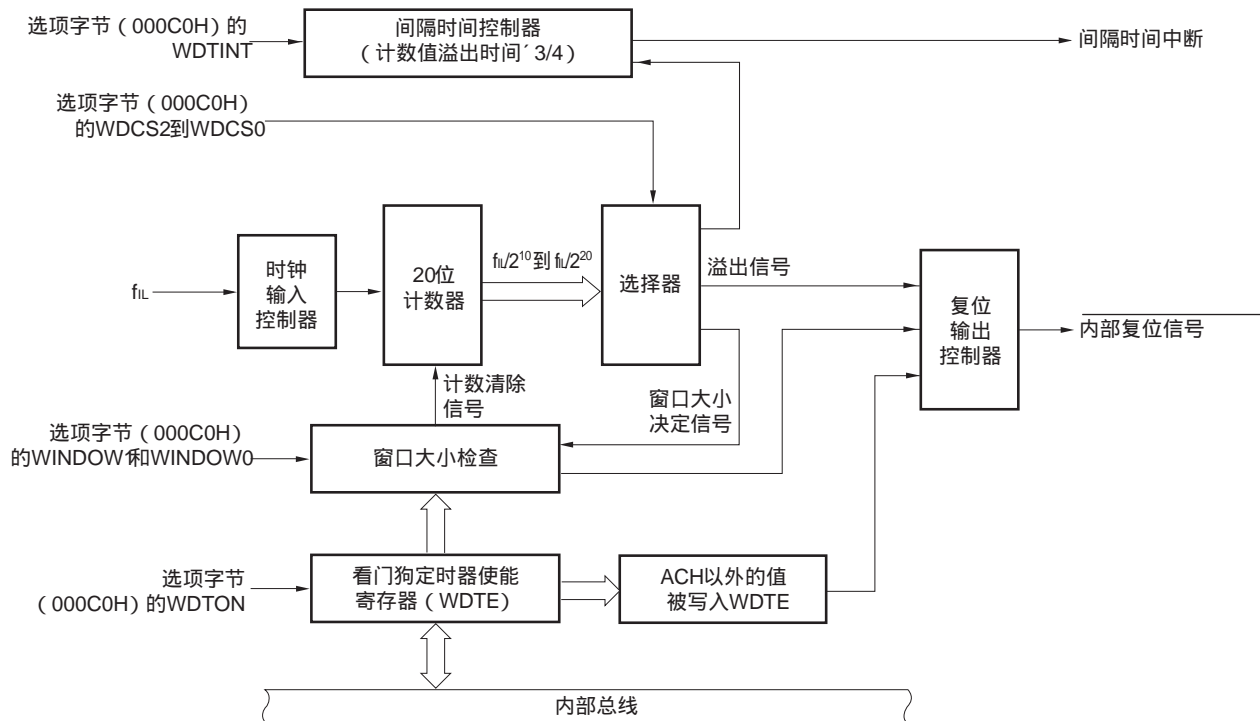 选项字节（000C0H）的
WDTINT
间隔时间控制器
（计数值溢出时间´3/4）
间隔时间中断
选项字节（000C0H）
的WDCS2到WDCS0
fIL
时钟
输入
控制器
20位
计数器
fIL/2¹⁰到 fIL/2²⁰
选择器
溢出信号
复位
输出
控制器
内部复位信号
计数清除
信号
窗口大小
决定信号
选项字节（000C0H）
的WINDOW1和WINDOW0
窗口大小检查
选项字节
（000C0H）的WDTON
看门狗定时器使能
寄存器（WDTE）
ACH以外的值
被写入WDTE
内部总线